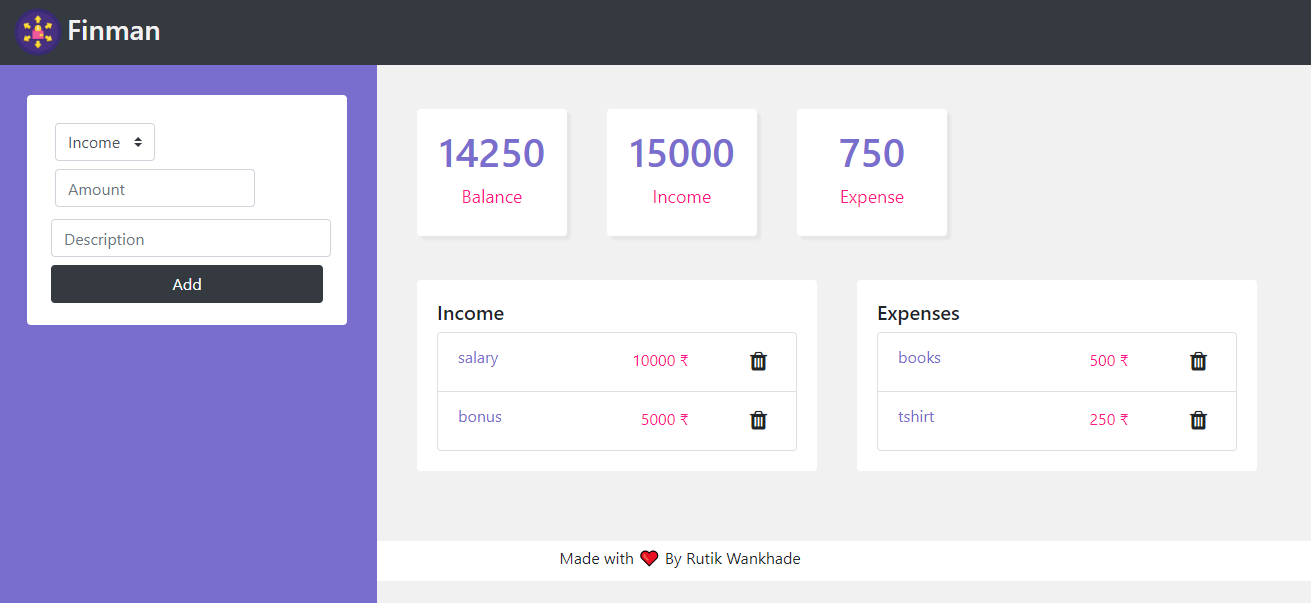 Finman
Income
Amount
Description
Add
14250
Balance
15000
Income
750
Expense
Income
salary 10000 ₹
bonus 5000 ₹
Expenses
books 500 ₹
tshirt 250 ₹
Made with ❤️ By Rutik Wankhade